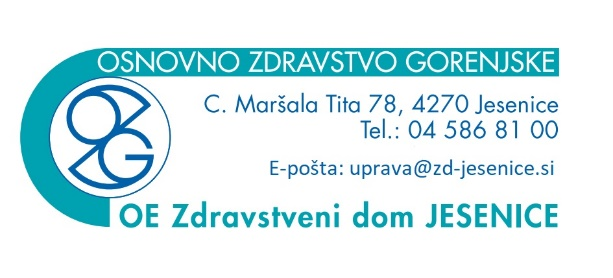 OSNOVNO ZDRAVSTVO GORENJSKE
OZG
C. Maršala Tita 78, 4270 Jesenice
Tel.: 04 586 81 00
E-pošta: uprava@zd-jesenice.si
OE Zdravstveni dom JESENICE